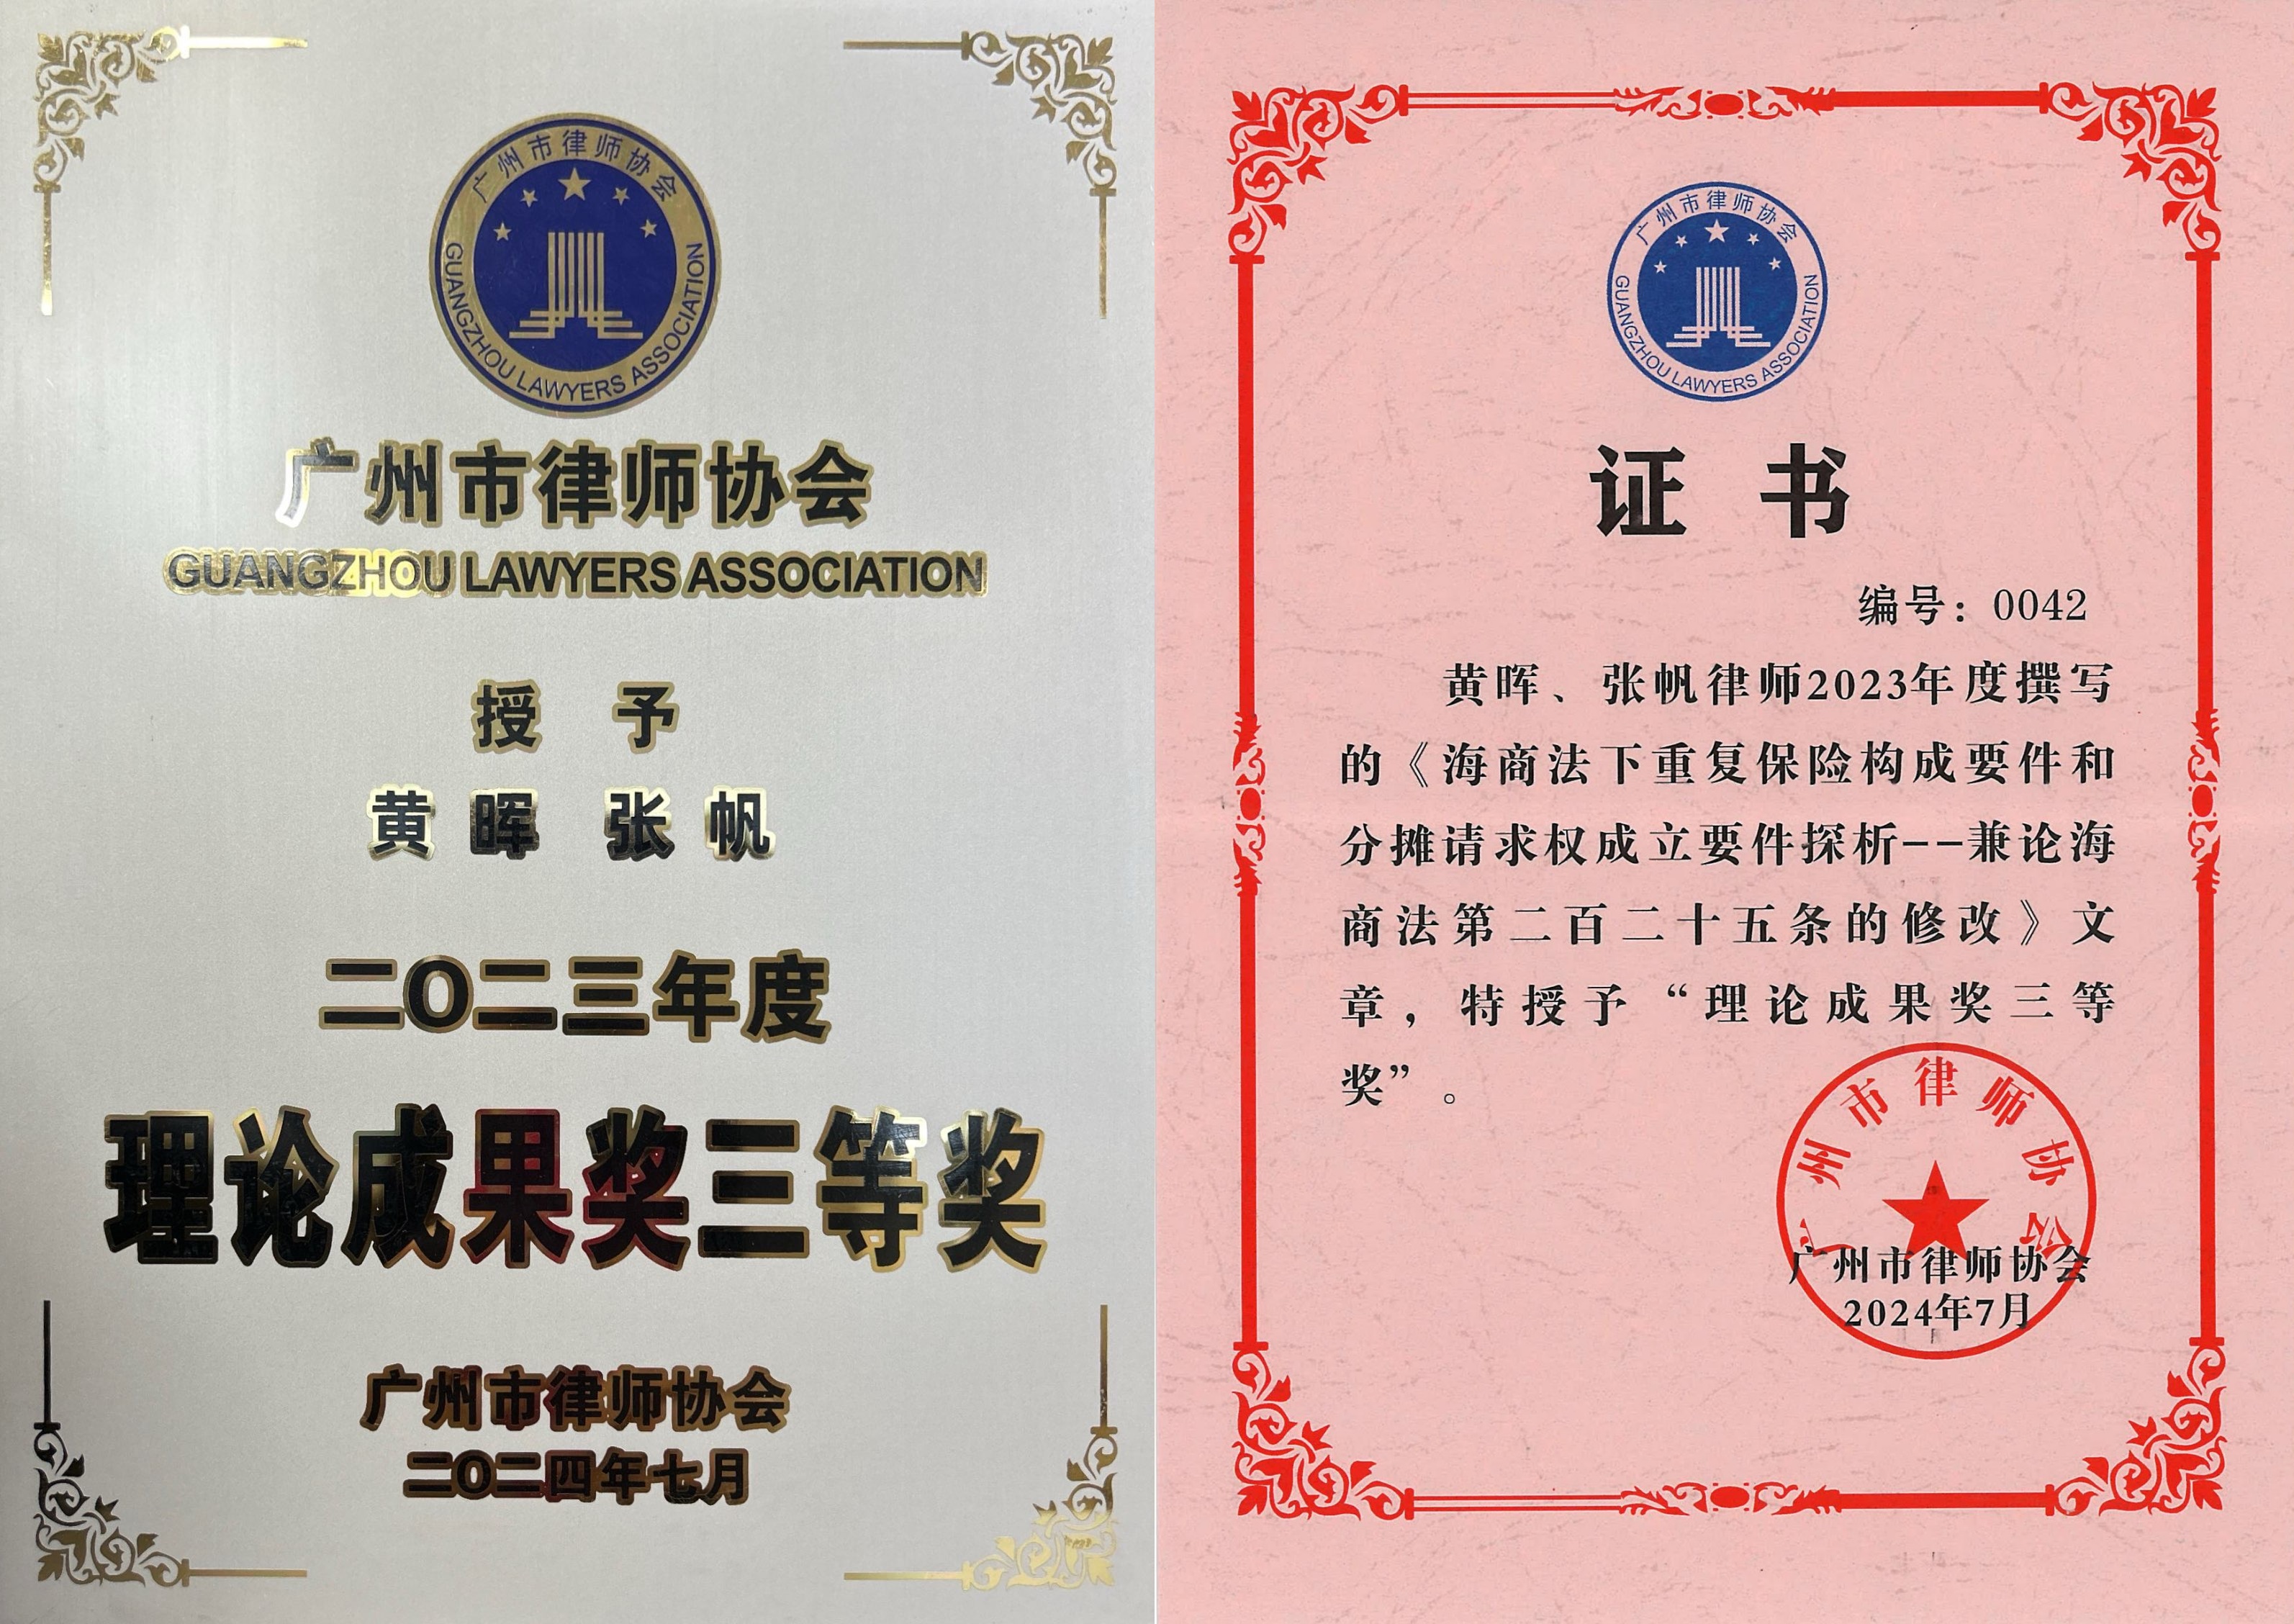 广州市律师协会
GUANGZHOU LAWYERS ASSOCIATION
广州市律师协会
GUANGZHOU LAWYERS ASSOCIATION
授 予
黄 晖 张 帆
二O二三年度
理论成果奖三等奖
广州市律师协会
二O二四年七月
广州市律师协会
GUANGZHOU LAWYERS ASSOCIATION
证 书
编号：0042
黄晖、张帆律师2023年度撰写
的《海商法下重复保险构成要件和
分摊请求权成立要件探析--兼论海
商法第二百二十五条的修改》文
章，特授予“理论成果奖三等
奖”。
广州市律师协会
广州市律师协会
2024年7月